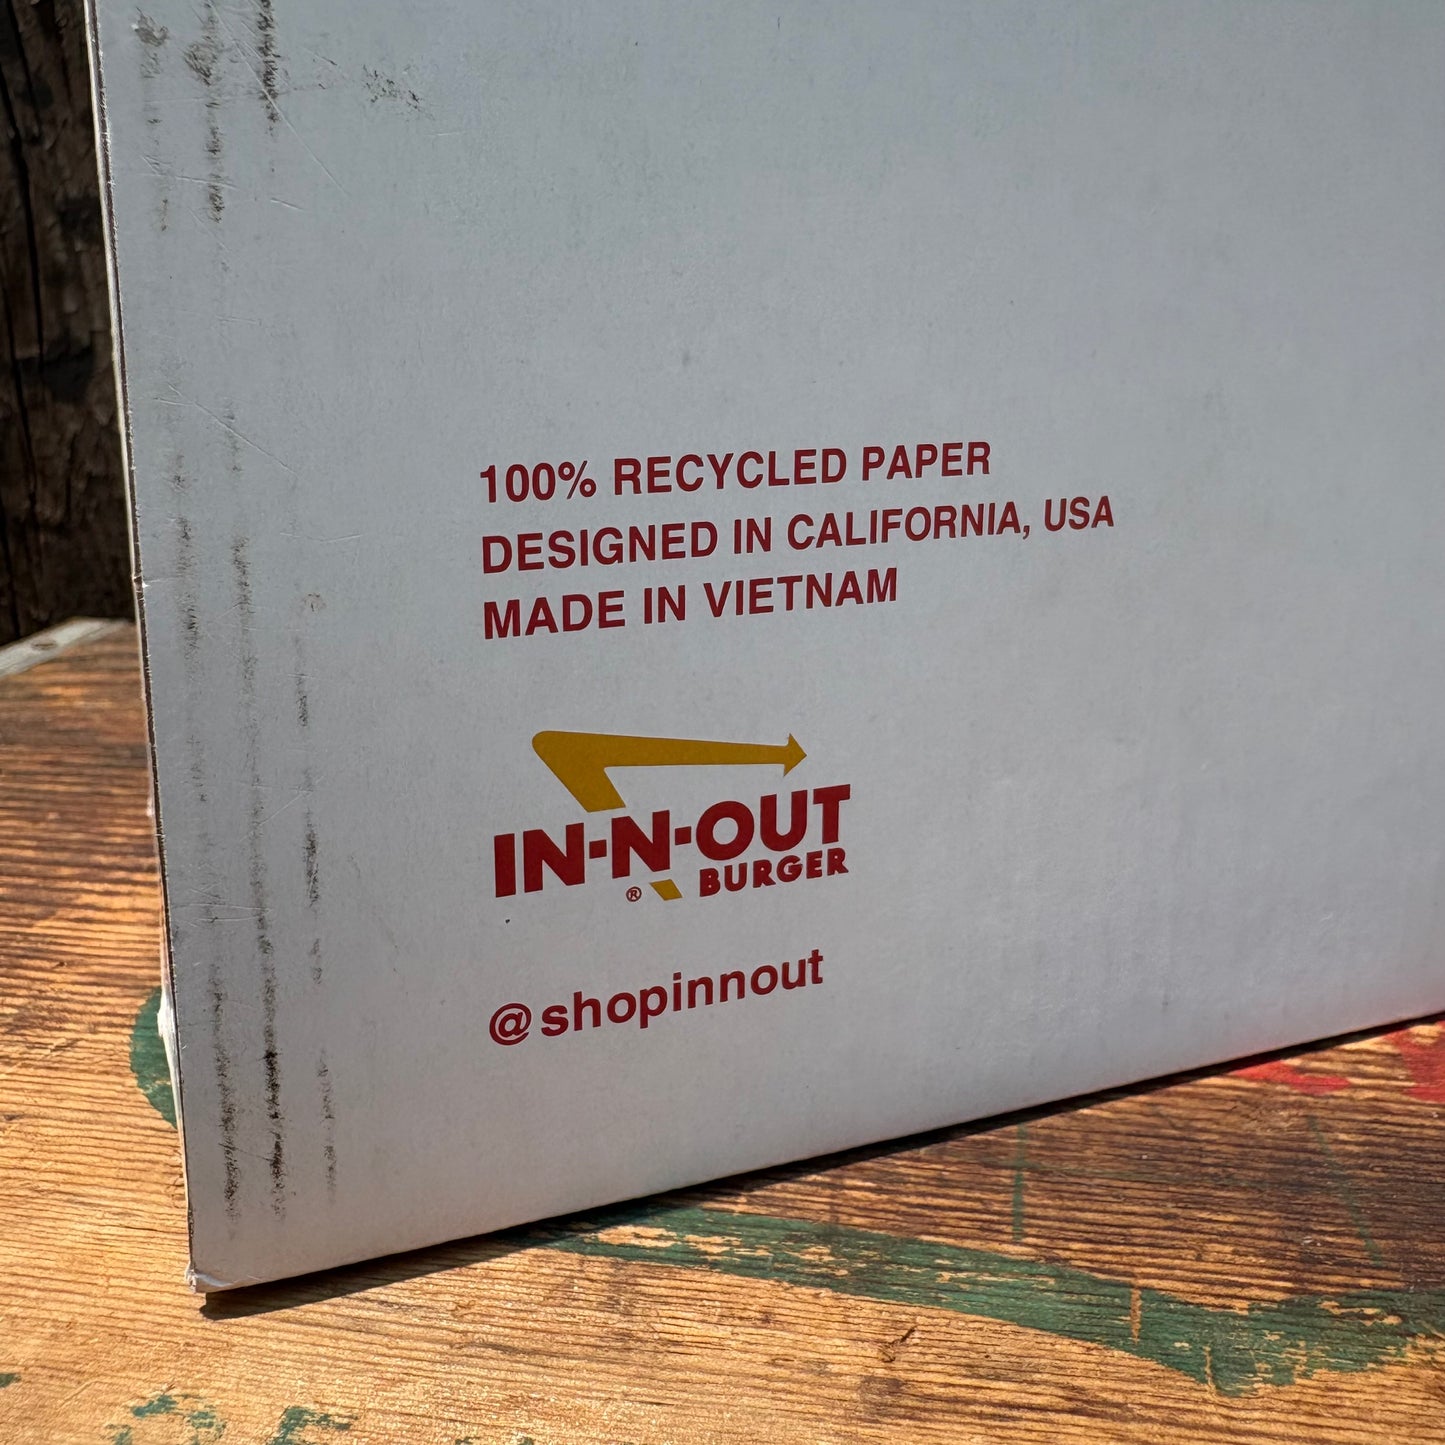 100% RECYCLED PAPER
DESIGNED IN CALIFORNIA, USA
MADE IN VIETNAM
IN-N-OUT
® BURGER
@shopinnout